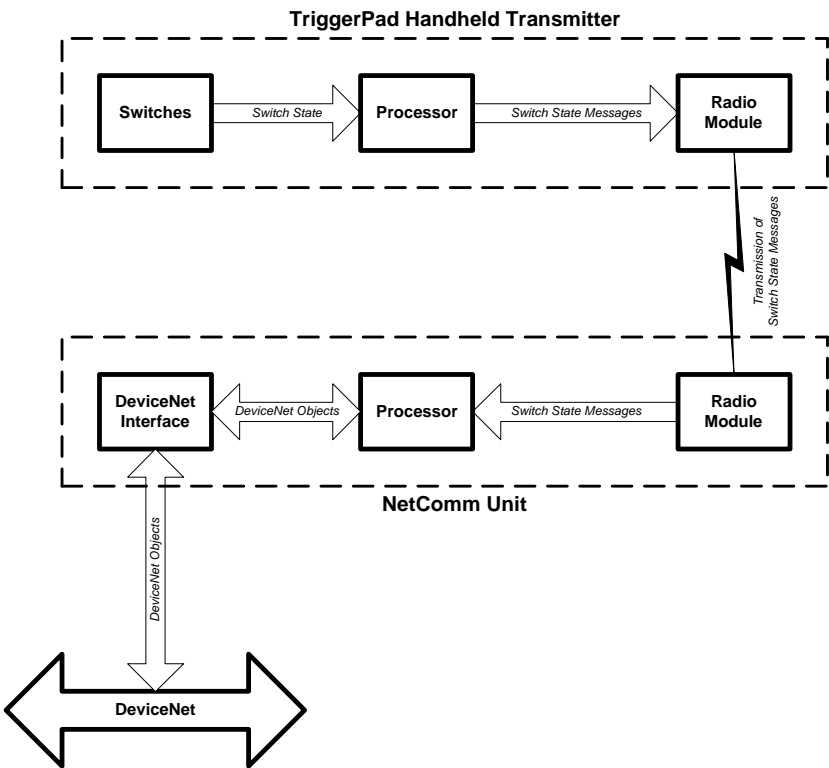 TriggerPad Handheld Transmitter
Switches
Switch State
Processor
Switch State Messages
Radio
Module
Transmission of
Switch State Messages
DeviceNet
Interface
DeviceNet Objects
Processor
Switch State Messages
Radio
Module
NetComm Unit
DeviceNet Objects
DeviceNet